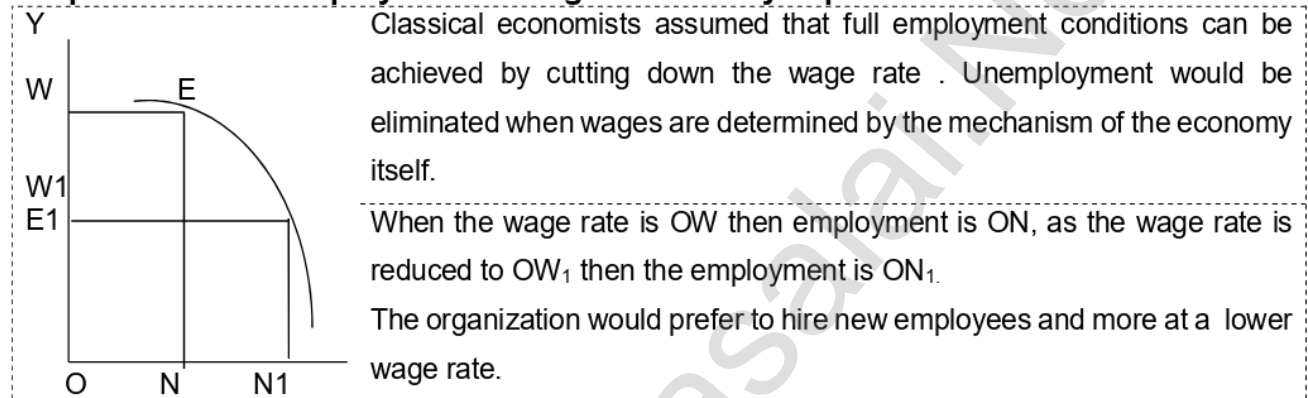 Y
W
E
W1
E1
O N N1
Classical economists assumed that full employment conditions can be
achieved by cutting down the wage rate . Unemployment would be
eliminated when wages are determined by the mechanism of the economy
itself.
When the wage rate is OW then employment is ON, as the wage rate is
reduced to OW₁ then the employment is ON₁.
The organization would prefer to hire new employees and more at a lower
wage rate.